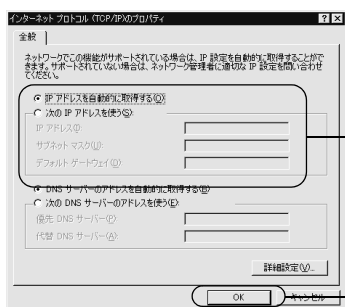 インターネット プロトコル (TCP/IP)のプロパティ
全般
ネットワークでこの機能がサポートされている場合は、IP 設定を自動的に取得することがで
きます。サポートされていない場合は、ネットワーク管理者に適切な IP 設定を問い合わせ
てください。
IP アドレスを自動的に取得する(O)
次の IP アドレスを使う(S):
IP アドレス(I):
サブネット マスク(U):
デフォルト ゲートウェイ(D):
DNS サーバーのアドレスを自動的に取得する(B)
次の DNS サーバーのアドレスを使う(E):
優先 DNS サーバー(P):
代替 DNS サーバー(A):
詳細設定(V)...
OK
キャンセル